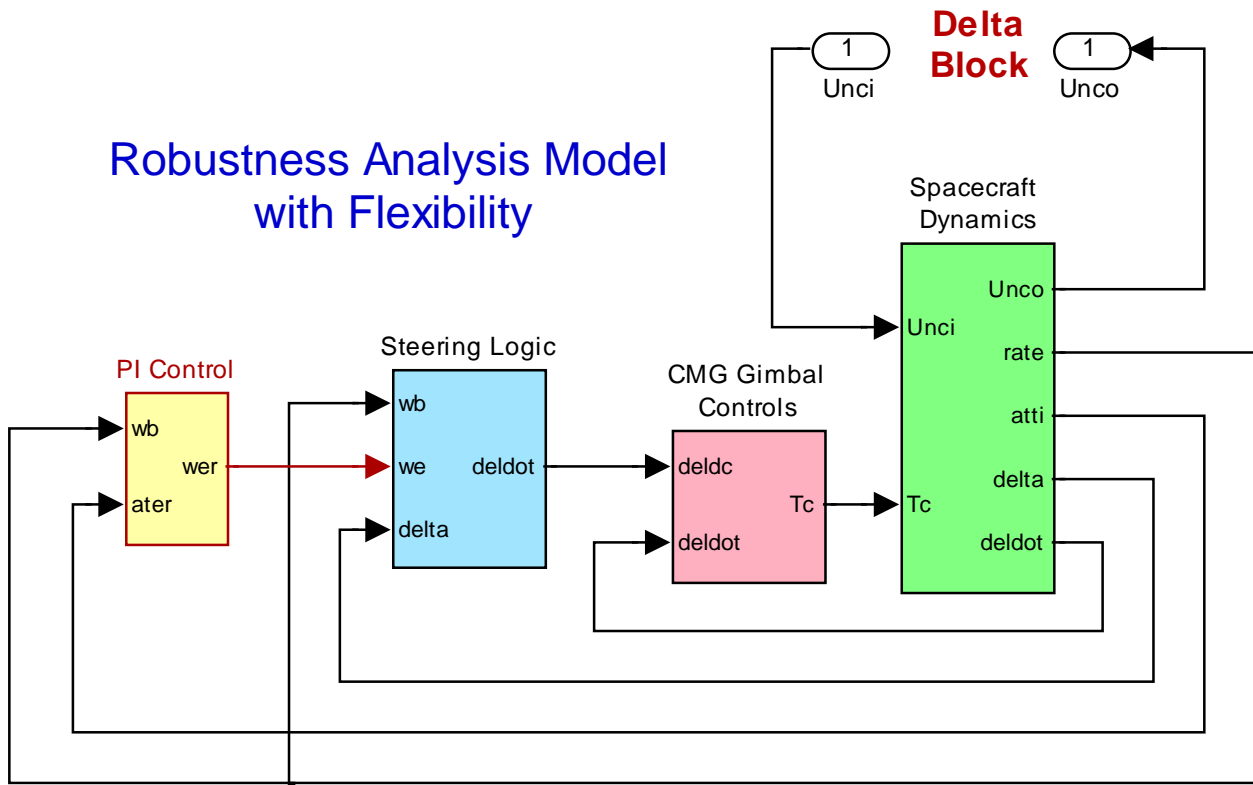 Delta
Block
1
1
Unci
Unco
Robustness Analysis Model
with Flexibility
Spacecraft
Dynamics
Unco
Unci
rate
atti
delta
Tc
deldot
PI Control
wb
wer
ater
Steering Logic
wb
we
deldot
delta
CMG Gimbal
Controls
deldc
Tc
deldot